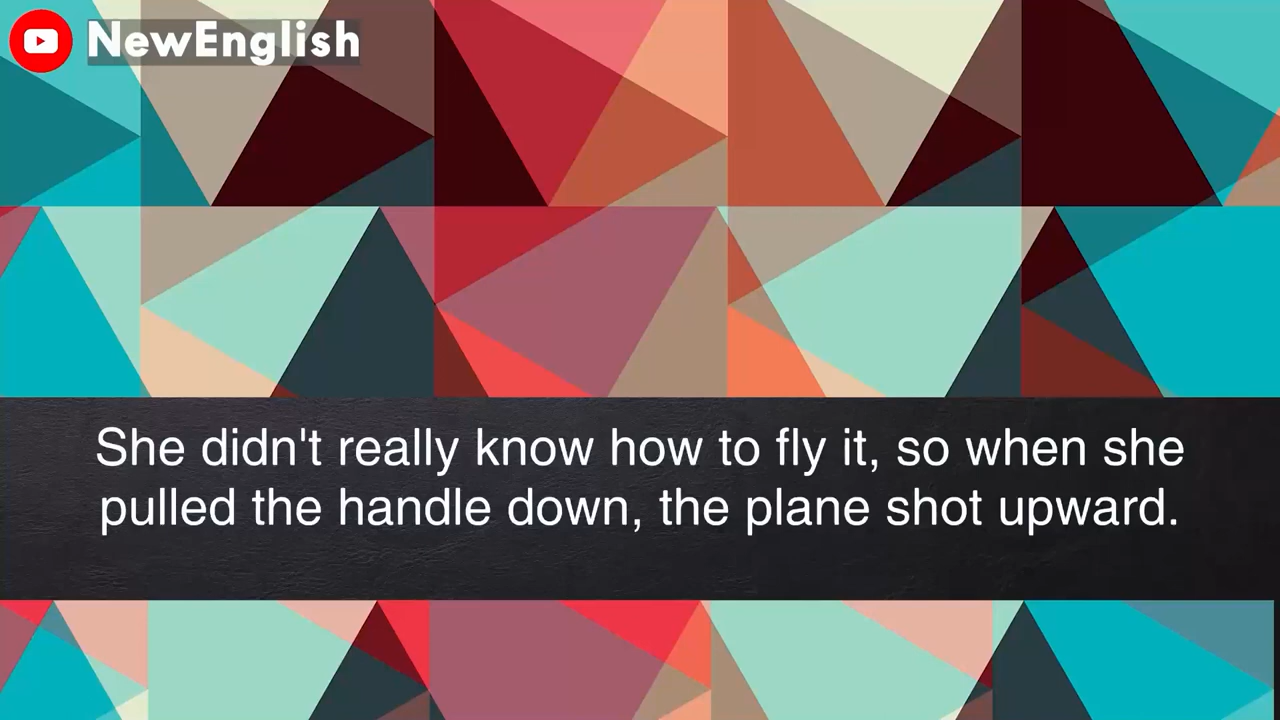 NewEnglish
She didn't really know how to fly it, so when she
pulled the handle down, the plane shot upward.